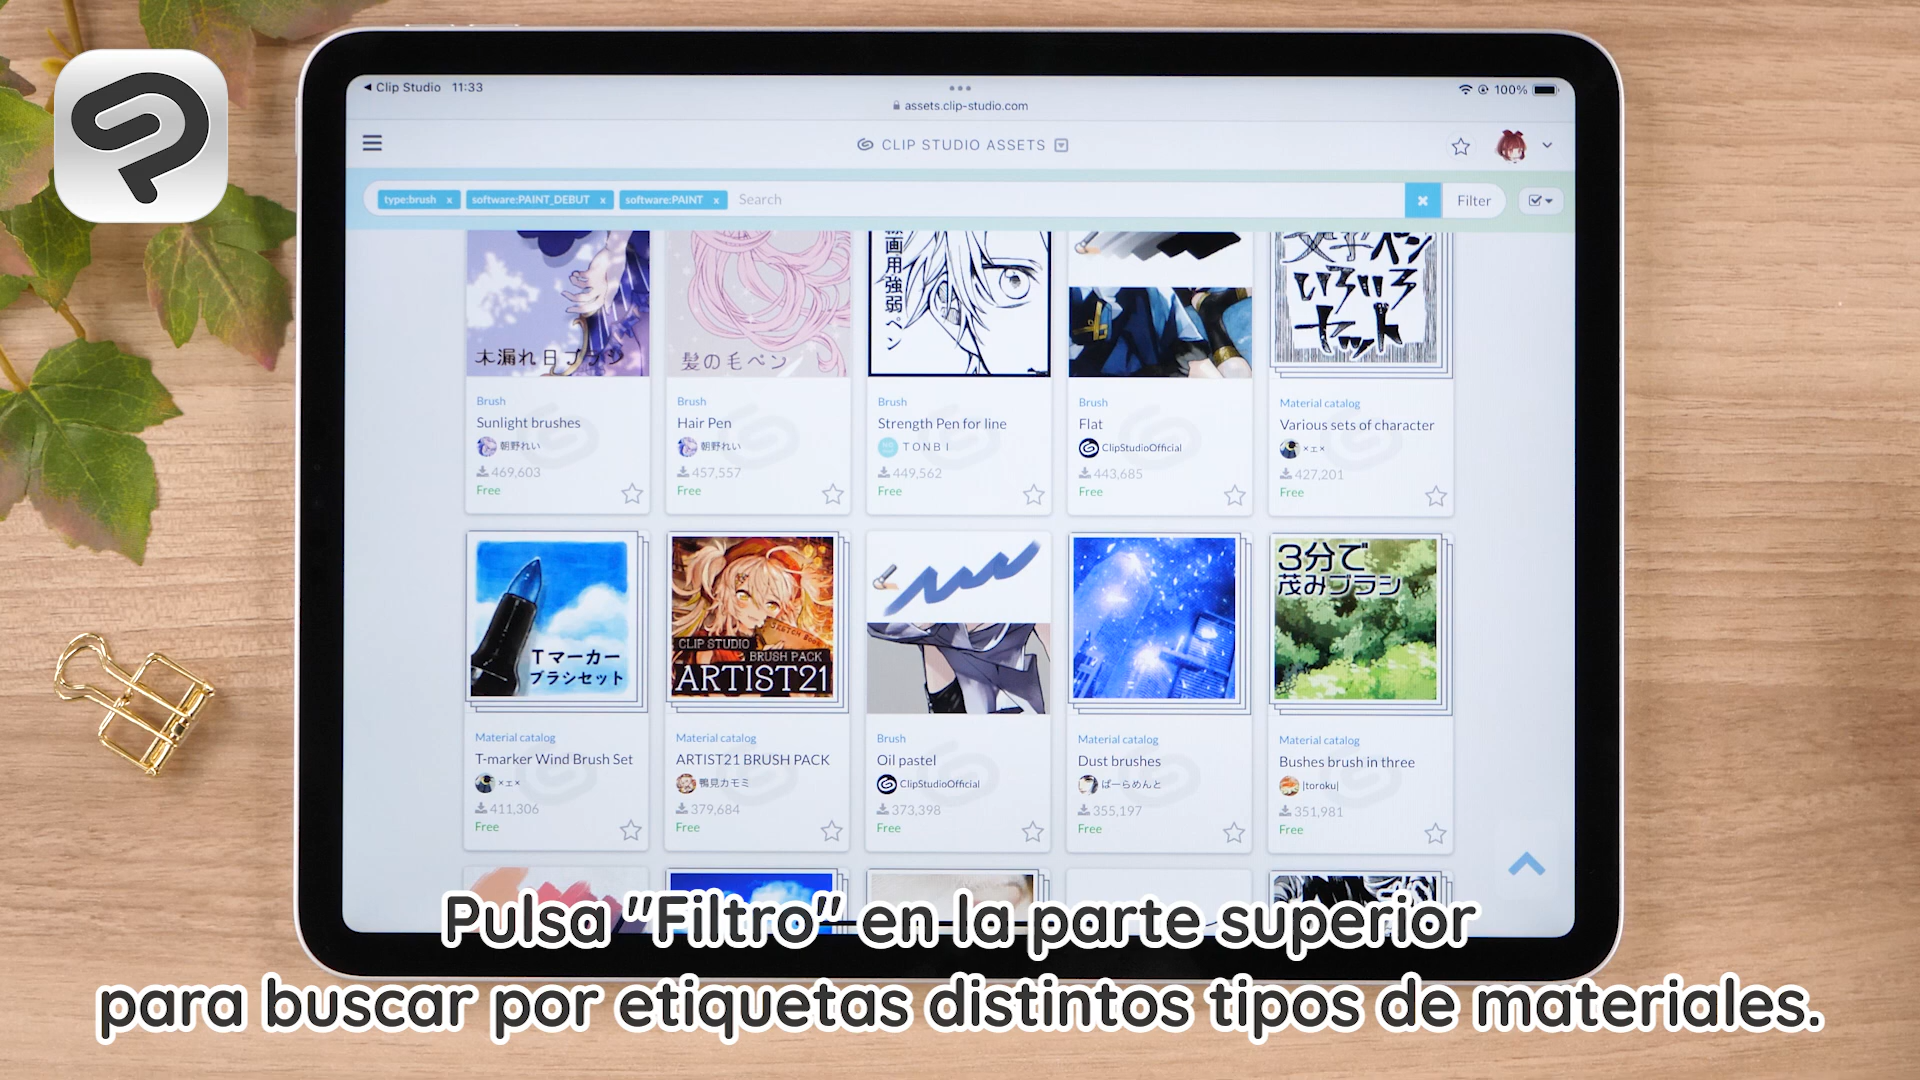 Clip Studio 11:33
100%
assets.clip-studio.com
CLIP STUDIO ASSETS
type:brush x software:PAINT_DEBUT x software:PAINT x Search
Filter
木漏れ日ブラシ
髪の毛ペン
画用強弱ペン
文字ペン
いろいろ
セット
Brush
Sunlight brushes
朝野れい
469,603
Free
Brush
Hair Pen
朝野れい
457,557
Free
Brush
Strength Pen for line
TONBI
449,562
Free
Brush
Flat
ClipStudioOfficial
443,685
Free
Material catalog
Various sets of character
×ェ×
427,201
Free
Tマーカー
ブラシセット
CLIP STUDIO
BRUSH PACK
ARTIST21
SKETCH BOOK
3分で
茂みブラシ
Material catalog
T-marker Wind Brush Set
×ェ×
411,306
Free
Material catalog
ARTIST21 BRUSH PACK
鴨見カモミ
379,684
Free
Brush
Oil pastel
ClipStudioOfficial
373,398
Free
Material catalog
Dust brushes
ぱーらめんと
355,197
Free
Material catalog
Bushes brush in three
|toroku|
351,981
Free
Pulsa "Filtro" en la parte superior
para buscar por etiquetas distintos tipos de materiales.